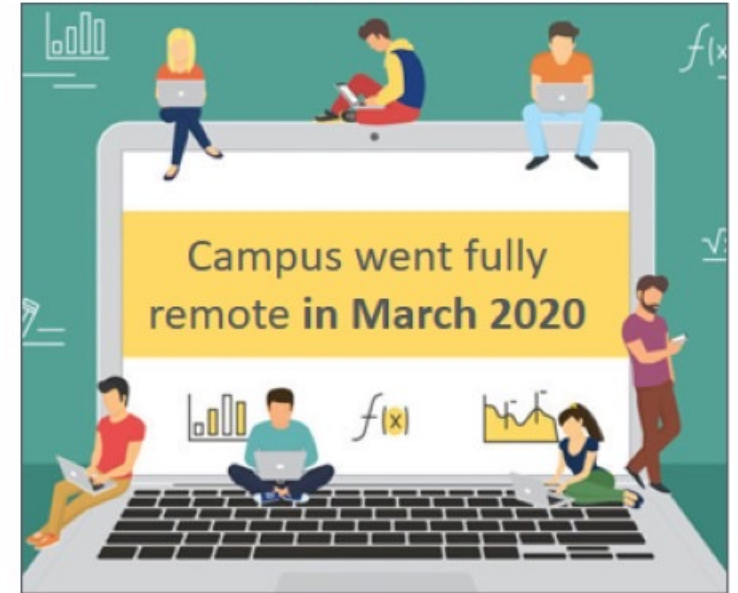 f(x
√
Campus went fully
remote in March 2020
f(x)